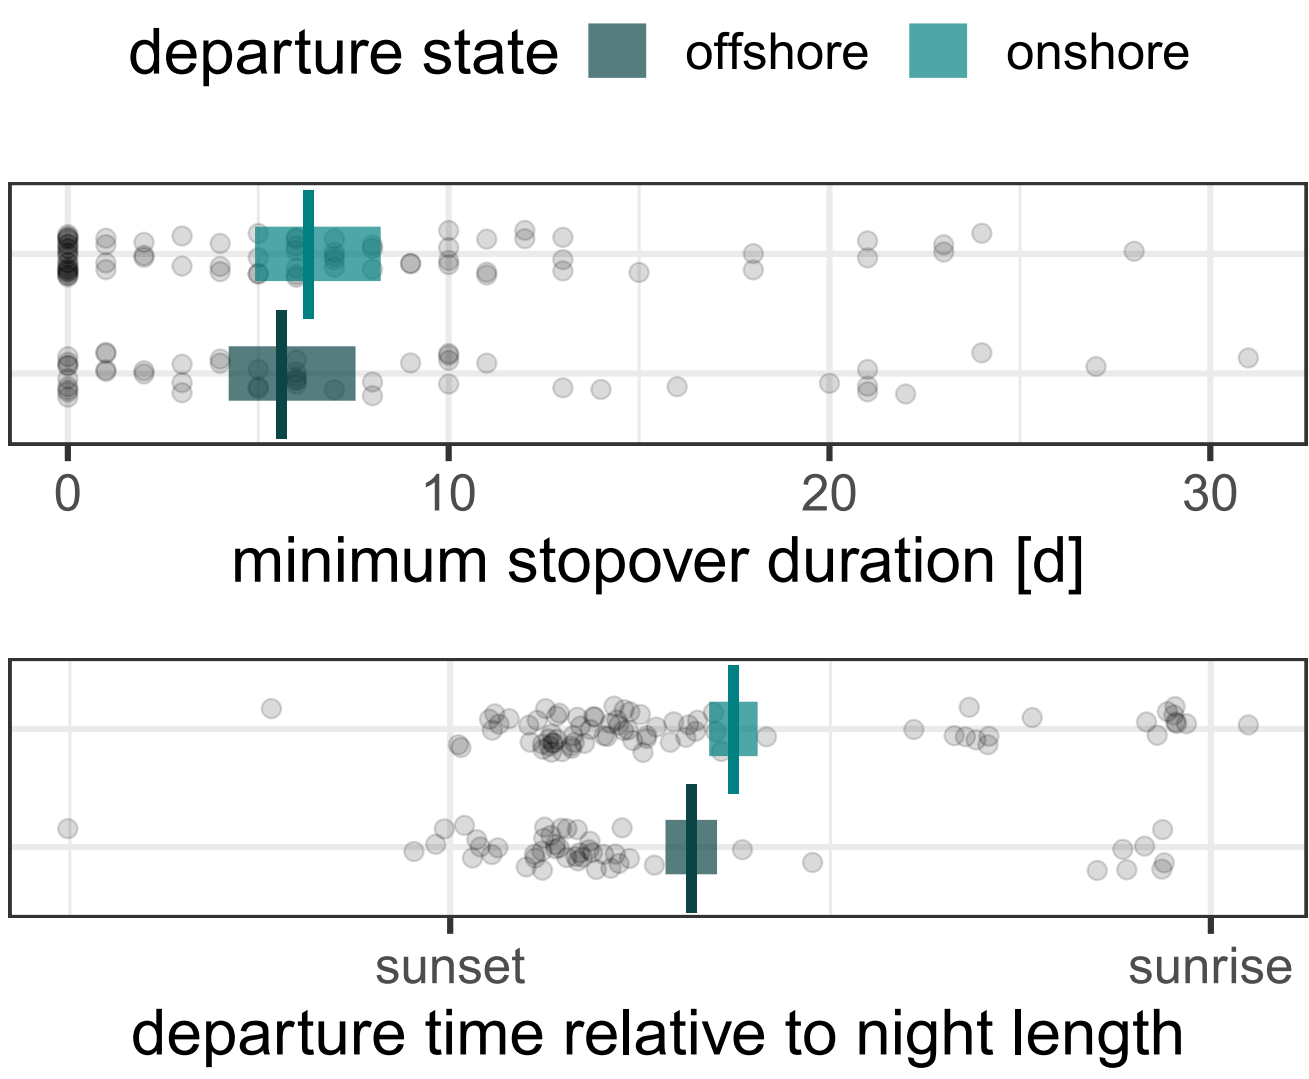 departure state offshore onshore
0 10 20 30
minimum stopover duration [d]
sunset sunrise
departure time relative to night length